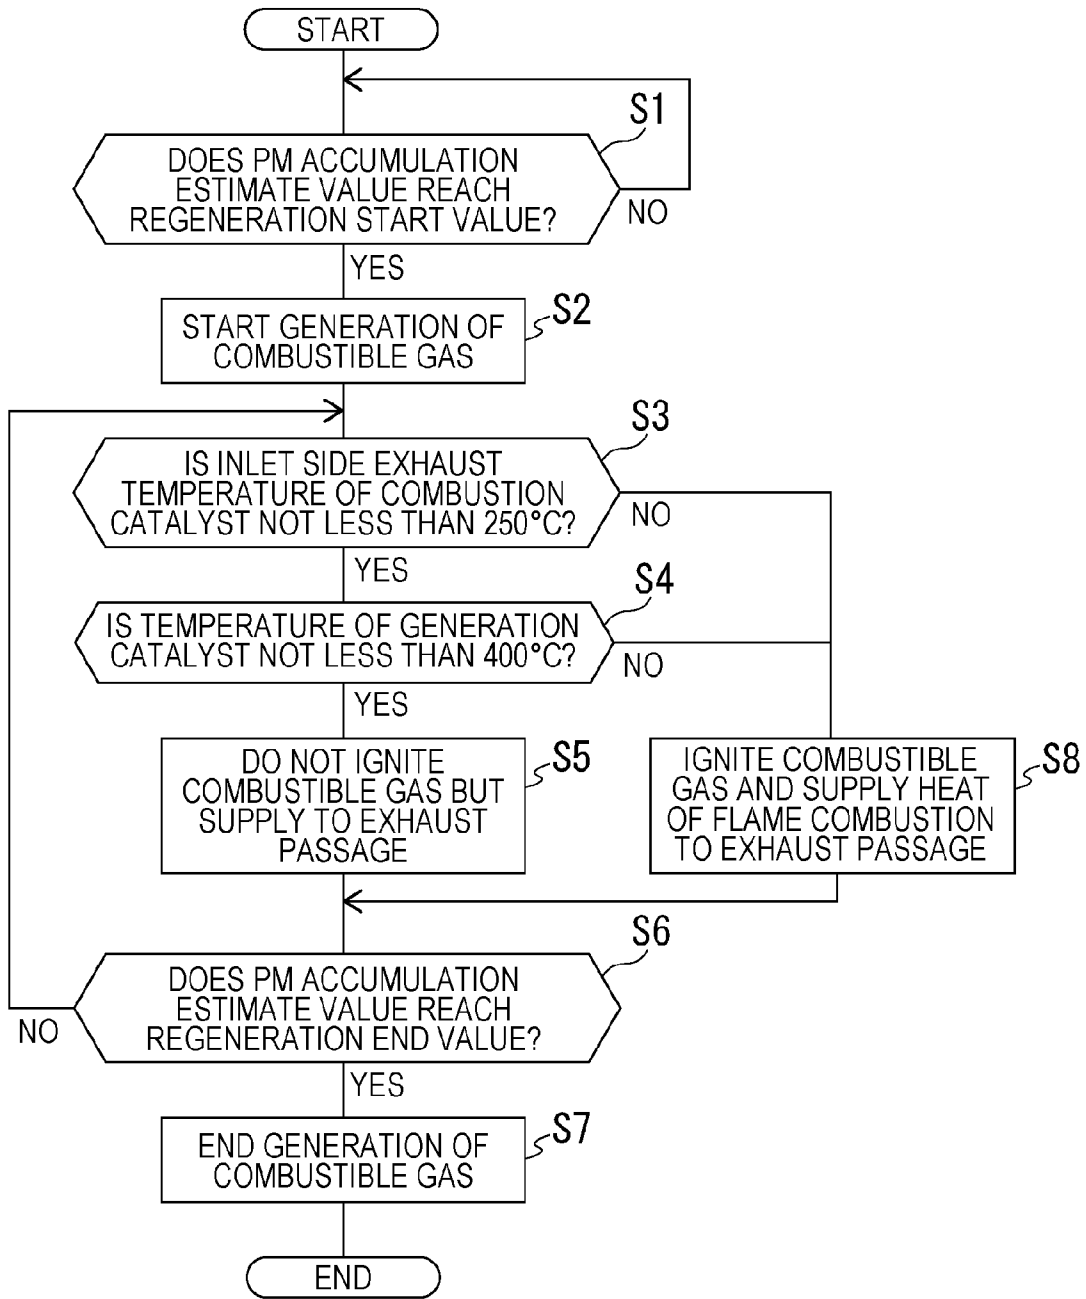 START
S1
DOES PM ACCUMULATION
ESTIMATE VALUE REACH
REGENERATION START VALUE?
NO
YES
S2
START GENERATION OF
COMBUSTIBLE GAS
S3
IS INLET SIDE EXHAUST
TEMPERATURE OF COMBUSTION
CATALYST NOT LESS THAN 250°C?
NO
YES
S4
IS TEMPERATURE OF GENERATION
CATALYST NOT LESS THAN 400°C?
NO
YES
S5
DO NOT IGNITE
COMBUSTIBLE GAS BUT
SUPPLY TO EXHAUST
PASSAGE
S8
IGNITE COMBUSTIBLE
GAS AND SUPPLY HEAT
OF FLAME COMBUSTION
TO EXHAUST PASSAGE
S6
DOES PM ACCUMULATION
ESTIMATE VALUE REACH
REGENERATION END VALUE?
NO
YES
S7
END GENERATION OF
COMBUSTIBLE GAS
END